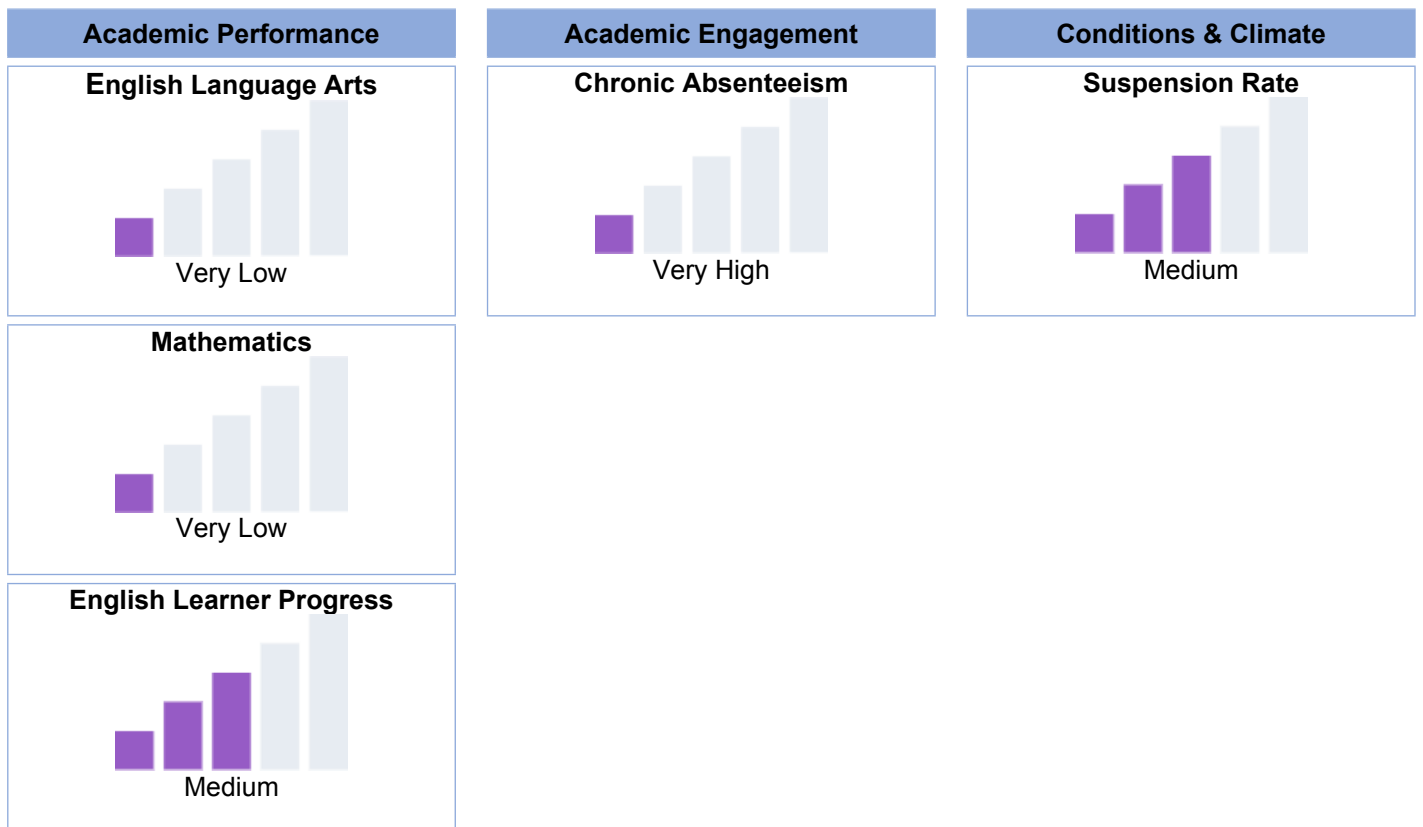 Academic Performance
English Language Arts
Very Low
Mathematics
Very Low
English Learner Progress
Medium
Academic Engagement
Chronic Absenteeism
Very High
Conditions & Climate
Suspension Rate
Medium